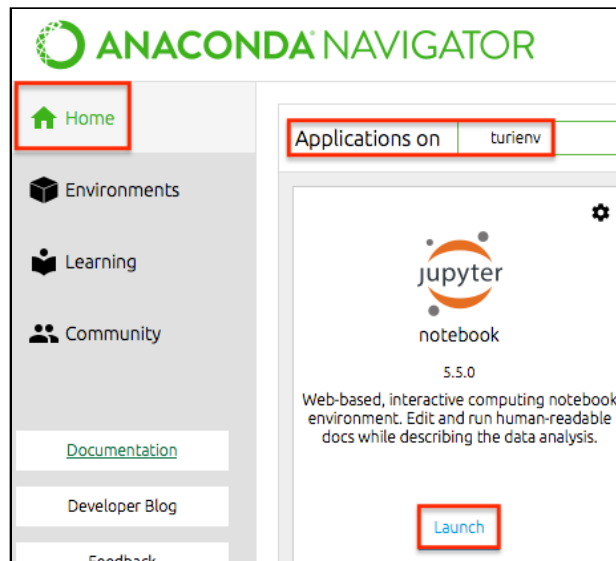 ANACONDA NAVIGATOR
Home
Environments
Learning
Community
Documentation
Developer Blog
Feedback
Applications on turienv
jupyter
notebook
5.5.0
Web-based, interactive computing notebook
environment. Edit and run human-readable
docs while describing the data analysis.
Launch